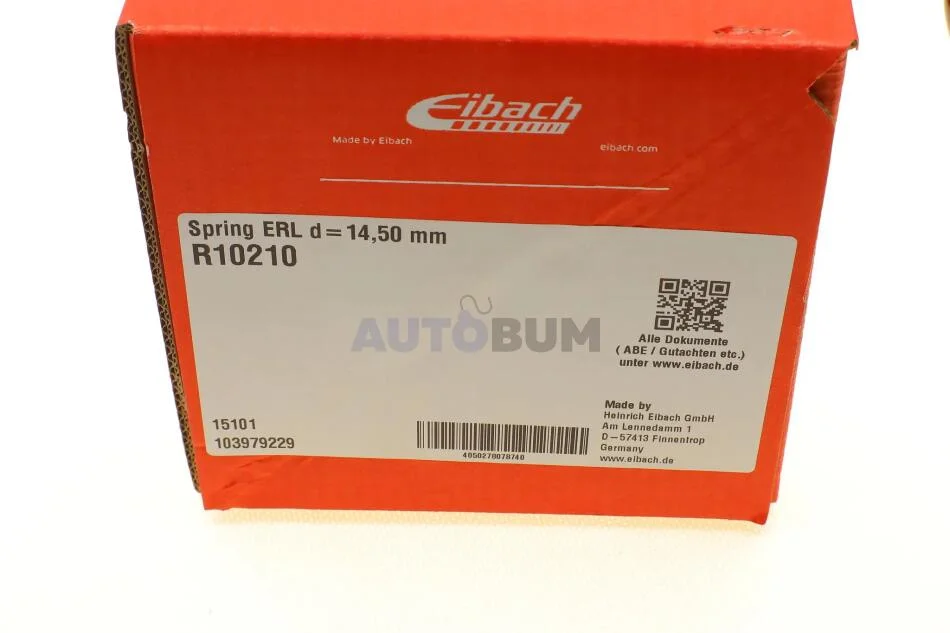 Eibach
Made by Eibach
eibach.com
Spring ERL d=14,50 mm
R10210
AUTOBUM
Alle Dokumente
( ABE / Gutachten etc.)
unter www.eibach.de
15101
103979229
4050278078740
Made by
Heinrich Eibach GmbH
Am Lennedamm 1
D-57413 Finnentrop
Germany
www.eibach.de